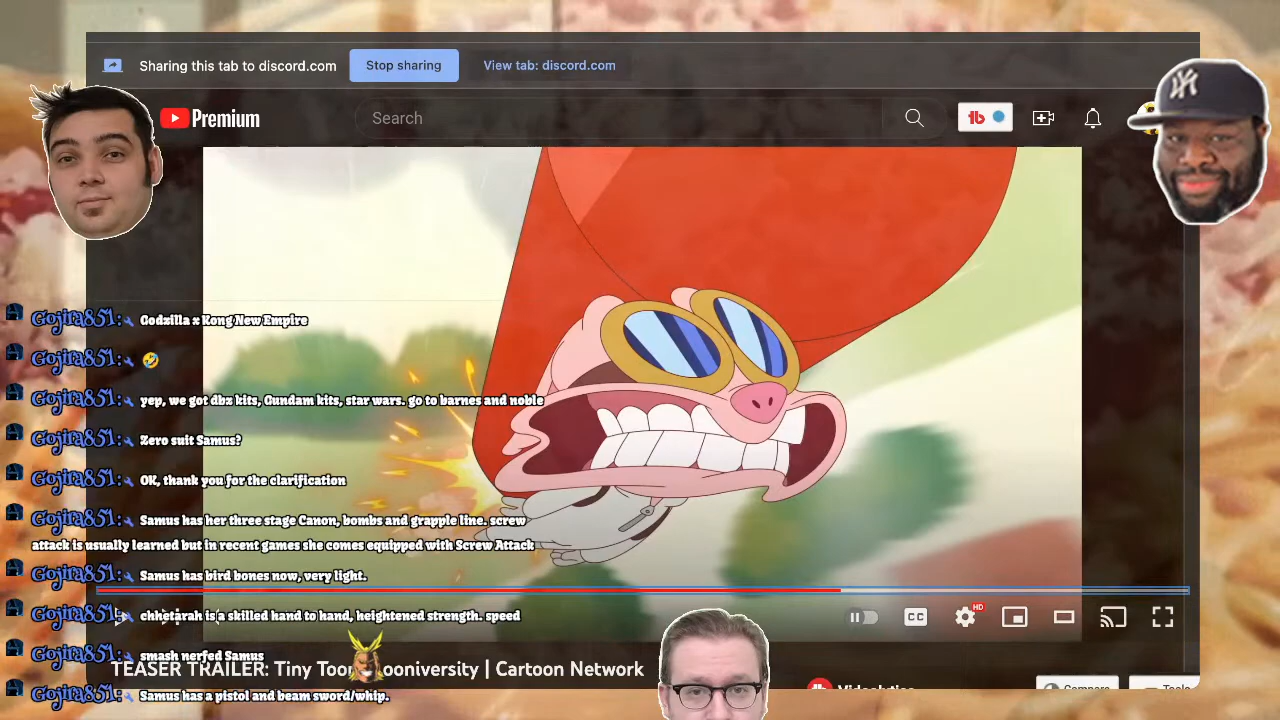 Sharing this tab to discord.com
Stop sharing
View tab: discord.com
Premium
Search
Gojira851: Godzilla x Kong New Empire
Gojira851: 🤣
Gojira851: yep, we got dbz kits, Gundam kits, star wars. go to barnes and noble
Gojira851: Zero suit Samus?
Gojira851: OK, thank you for the clarification
Gojira851: Samus has her three stage Canon, bombs and grapple line. screw
attack is usually learned but in recent games she comes equipped with Screw Attack
Gojira851: Samus has bird bones now, very light.
Gojira851: chhetarah is a skilled hand to hand, heightened strength. speed
CC
HD
Gojira851: smash nerfed Samus
TEASER TRAILER: Tiny Toon Looniversity | Cartoon Network
Gojira851: Samus has a pistol and beam sword/whip.